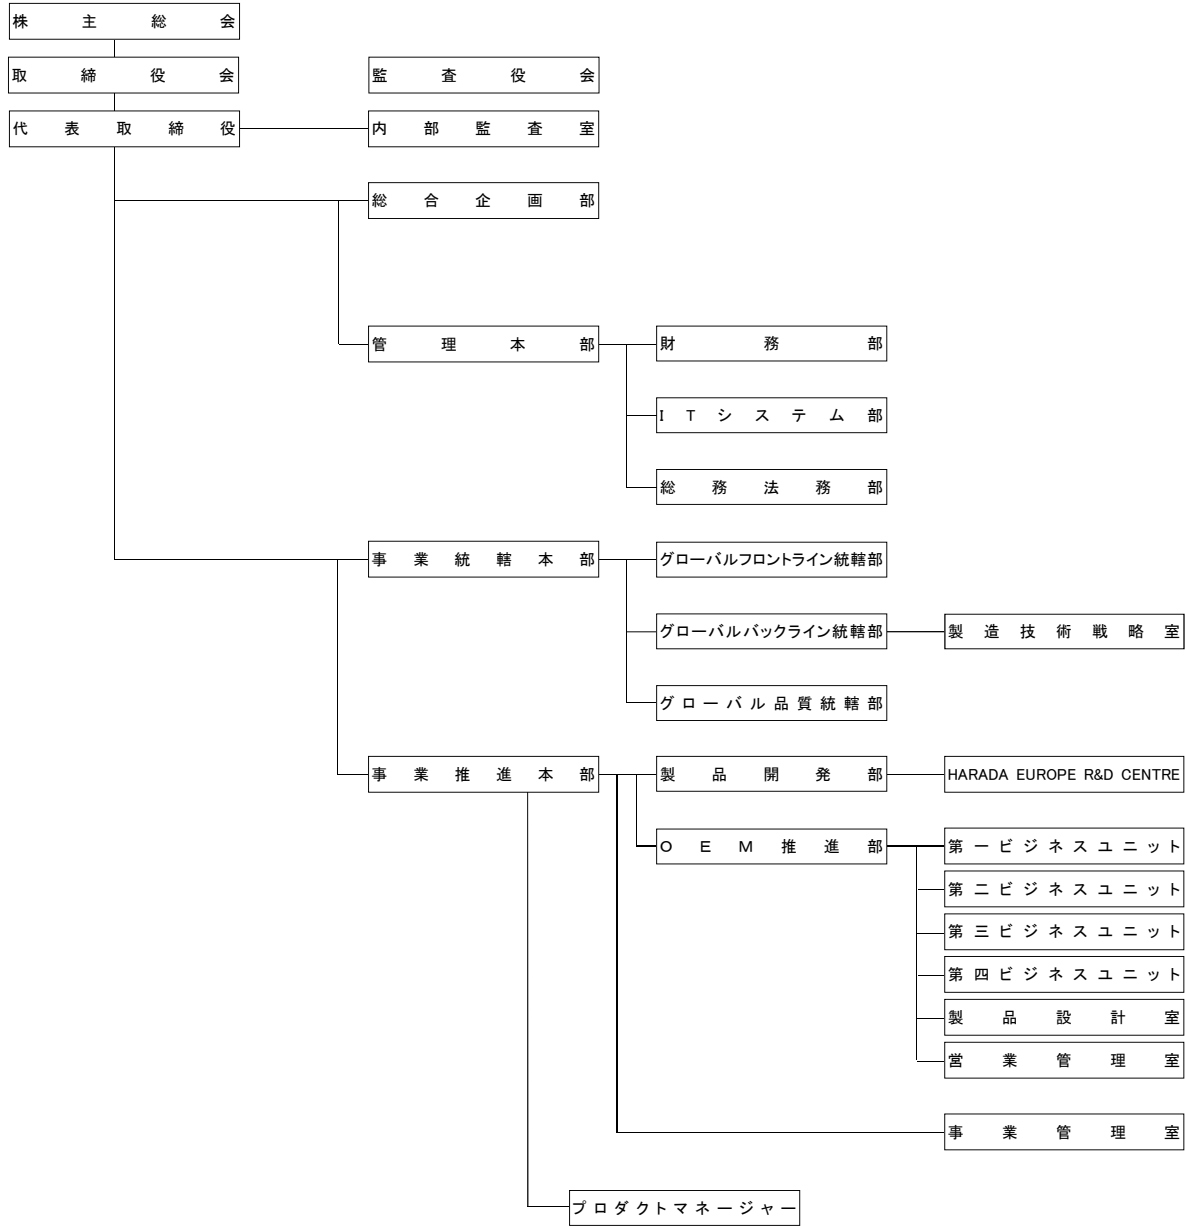 株主総会
取締役会
監査役会
代表取締役
内部監査室
総合企画部
管理本部
財務部
ITシステム部
総務法務部
事業統轄本部
グローバルフロントライン統轄部
グローバルバックライン統轄部
製造技術戦略室
グローバル品質統轄部
事業推進本部
製品開発部
HARADA EUROPE R&D CENTRE
OEM推進部
第一ビジネスユニット
第二ビジネスユニット
第三ビジネスユニット
第四ビジネスユニット
製品設計室
営業管理室
事業管理室
プロダクトマネージャー